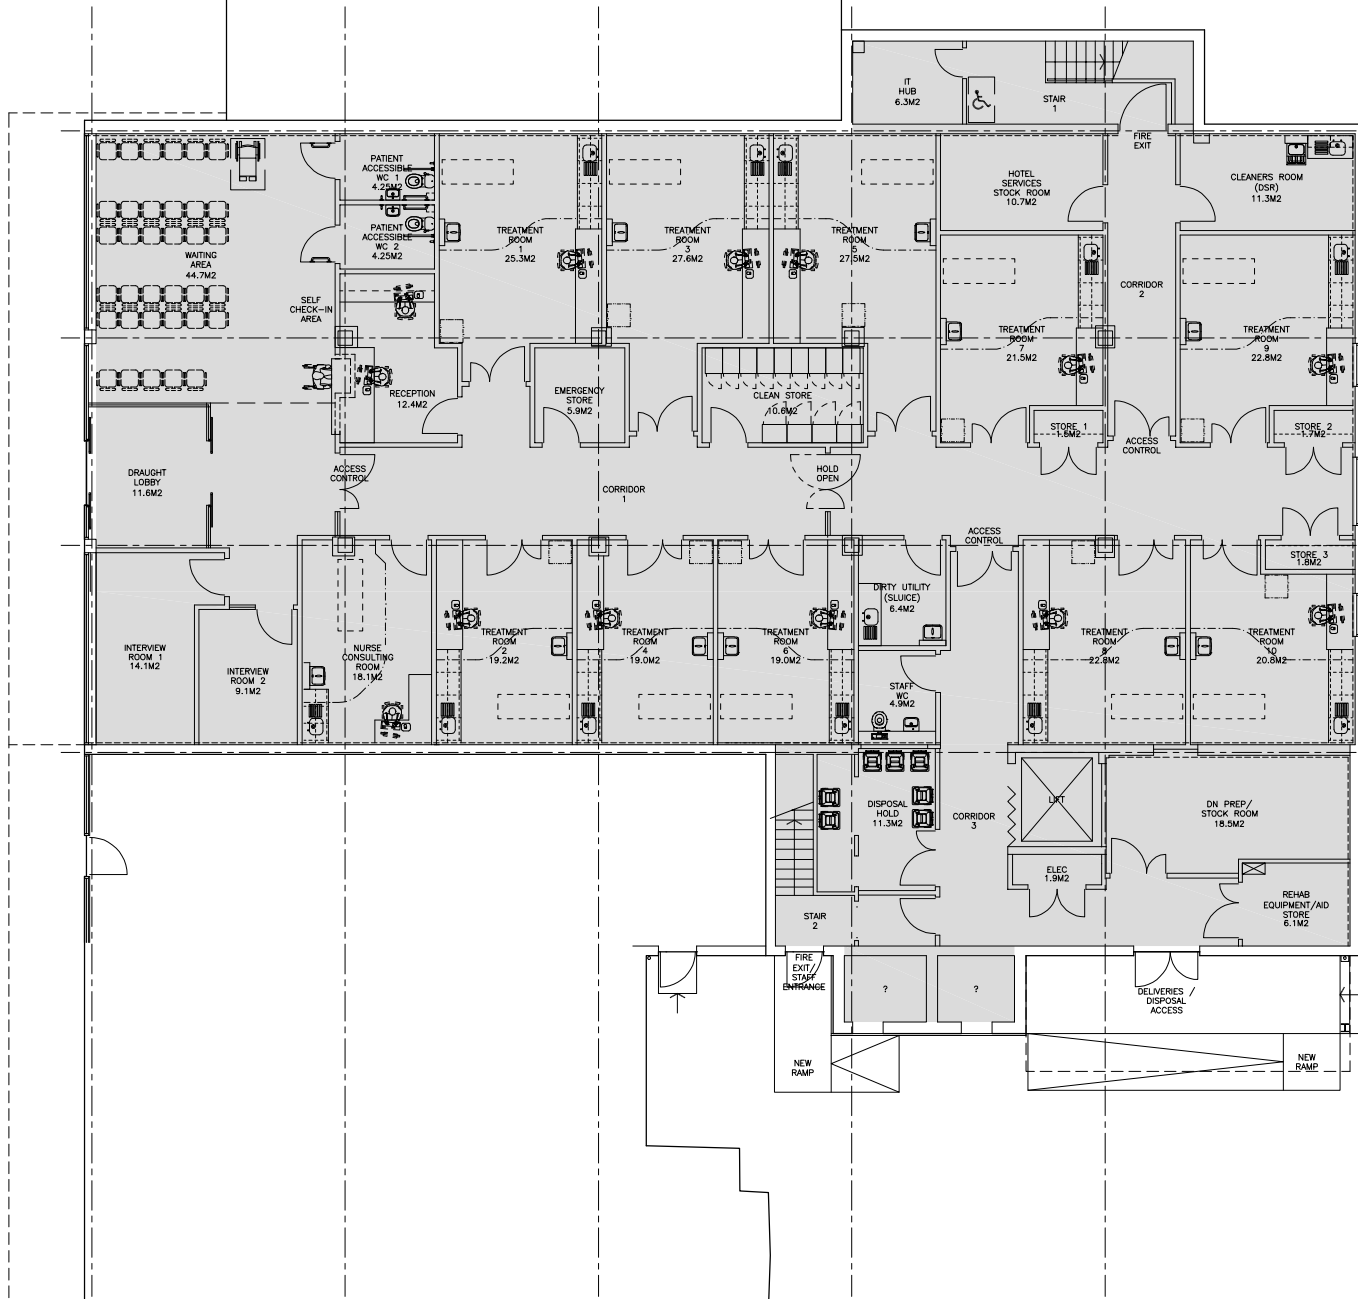 IT
HUB
6.3M2
STAIR
1
FIRE
EXIT
PATIENT
ACCESSIBLE
WC 1
4.25M2
PATIENT
ACCESSIBLE
WC 2
4.25M2
WAITING
AREA
44.7M2
SELF
CHECK-IN
AREA
TREATMENT
ROOM
1
25.3M2
TREATMENT
ROOM
3
27.6M2
TREATMENT
ROOM
5
27.5M2
HOTEL
SERVICES
STOCK ROOM
10.7M2
CLEANERS ROOM
(DSR)
11.3M2
CORRIDOR
2
TREATMENT
ROOM
7
21.5M2
TREATMENT
ROOM
9
22.8M2
RECEPTION
12.4M2
EMERGENCY
STORE
5.9M2
CLEAN STORE
10.6M2
STORE 1
STORE 2
1.7M2
DRAUGHT
LOBBY
11.6M2
ACCESS
CONTROL
CORRIDOR
1
HOLD
OPEN
ACCESS
CONTROL
ACCESS
CONTROL
STORE 3
1.8M2
INTERVIEW
ROOM 1
14.1M2
INTERVIEW
ROOM 2
9.1M2
NURSE
CONSULTING
ROOM
18.1M2
TREATMENT
ROOM
2
19.2M2
TREATMENT
ROOM
4
19.0M2
TREATMENT
ROOM
6
19.0M2
DIRTY UTILITY
(SLUICE)
6.4M2
STAFF
WC
4.9M2
TREATMENT
ROOM
8
22.8M2
TREATMENT
ROOM
10
20.8M2
DISPOSAL
HOLD
11.3M2
CORRIDOR
3
LIFT
DN PREP/
STOCK ROOM
18.5M2
ELEC
1.9M2
REHAB
EQUIPMENT/AID
STORE
6.1M2
STAIR
2
FIRE
EXIT/
STAFF
ENTRANCE
?
?
DELIVERIES /
DISPOSAL
ACCESS
NEW
RAMP
NEW
RAMP